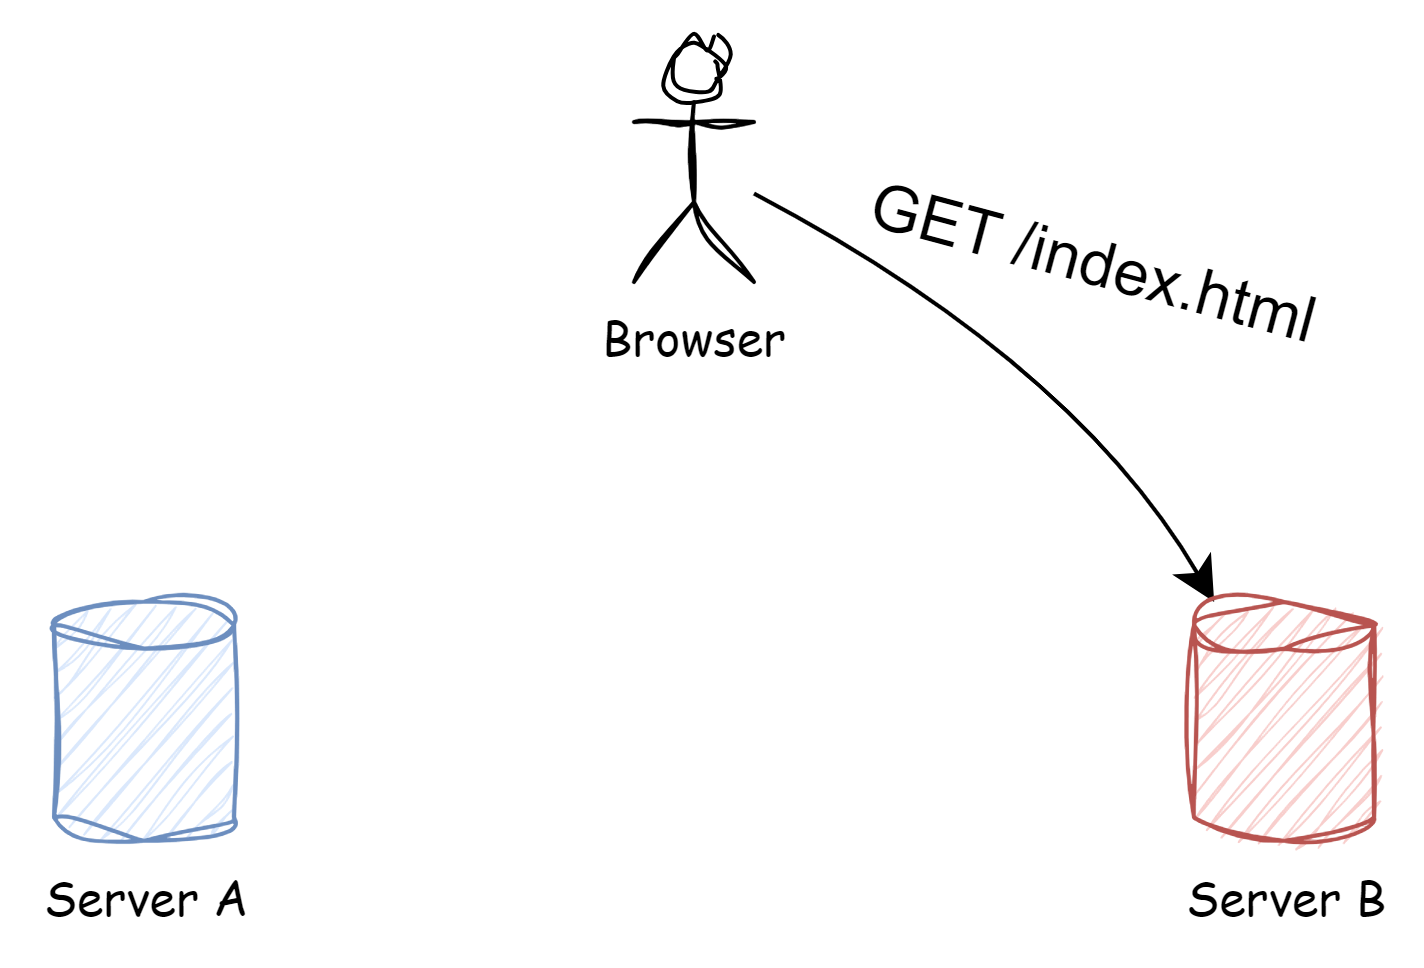 GET /index.html
Browser
Server A
Server B